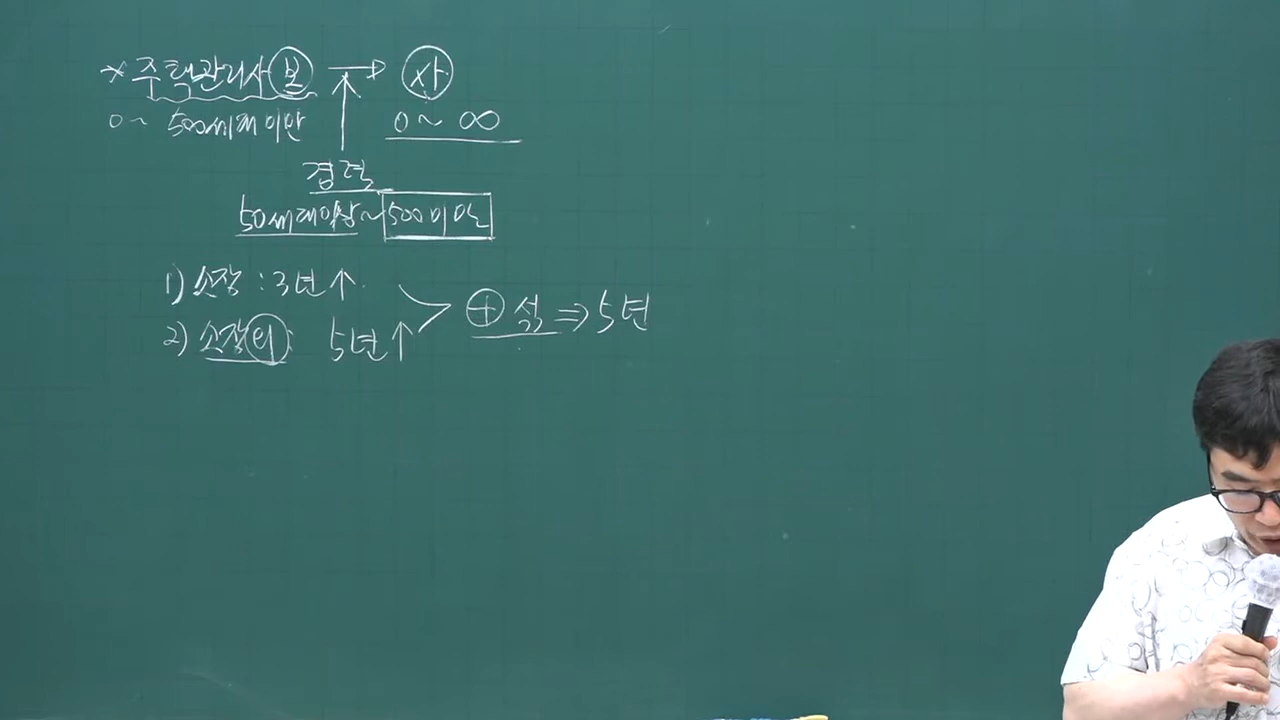 * 주택관리사보 → 사
0~ 500세대 미만
0 ~ ∞
경력
50세대이상~500미만
1) 소장 : 3년↑
2) 소장외: 5년↑
+ 섞 ⇒ 5년